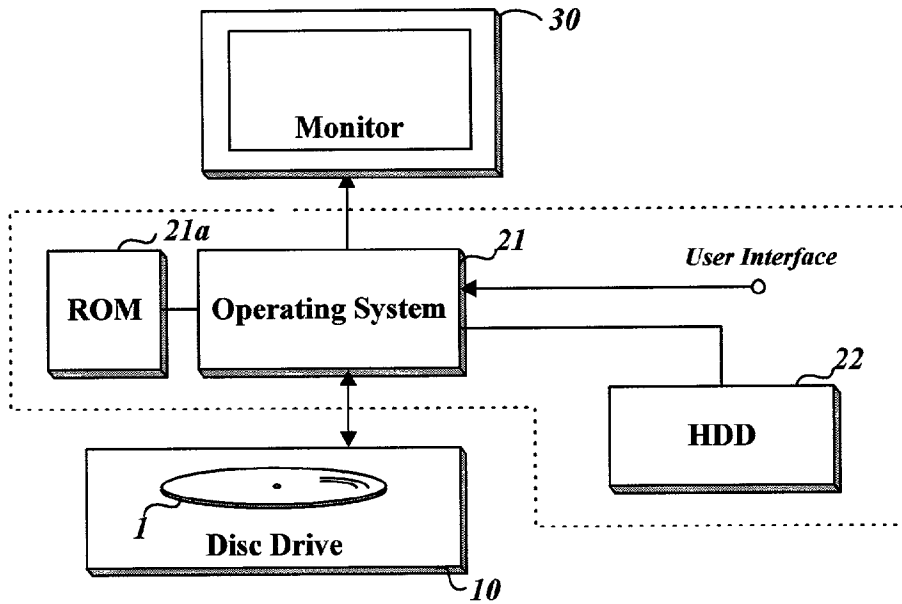 30
Monitor
21a
21
User Interface
ROM
Operating System
22
HDD
1
Disc Drive
10